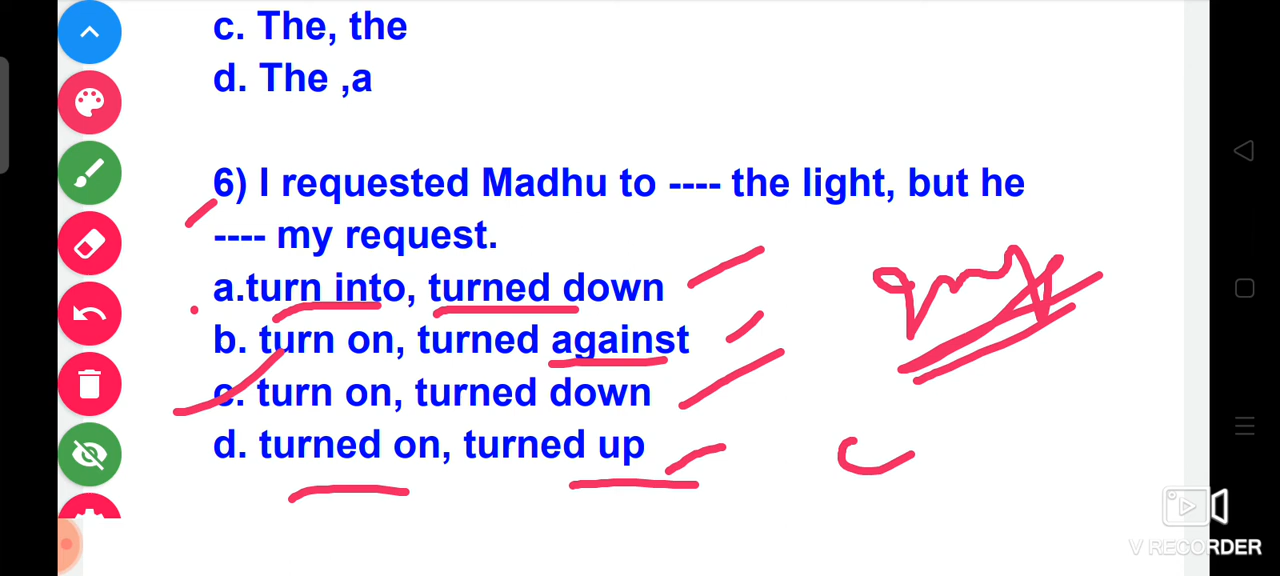 c. The, the
d. The ,a
6) I requested Madhu to ---- the light, but he
---- my request.
a.turn into, turned down
b. turn on, turned against
c. turn on, turned down
d. turned on, turned up
V RECORDER